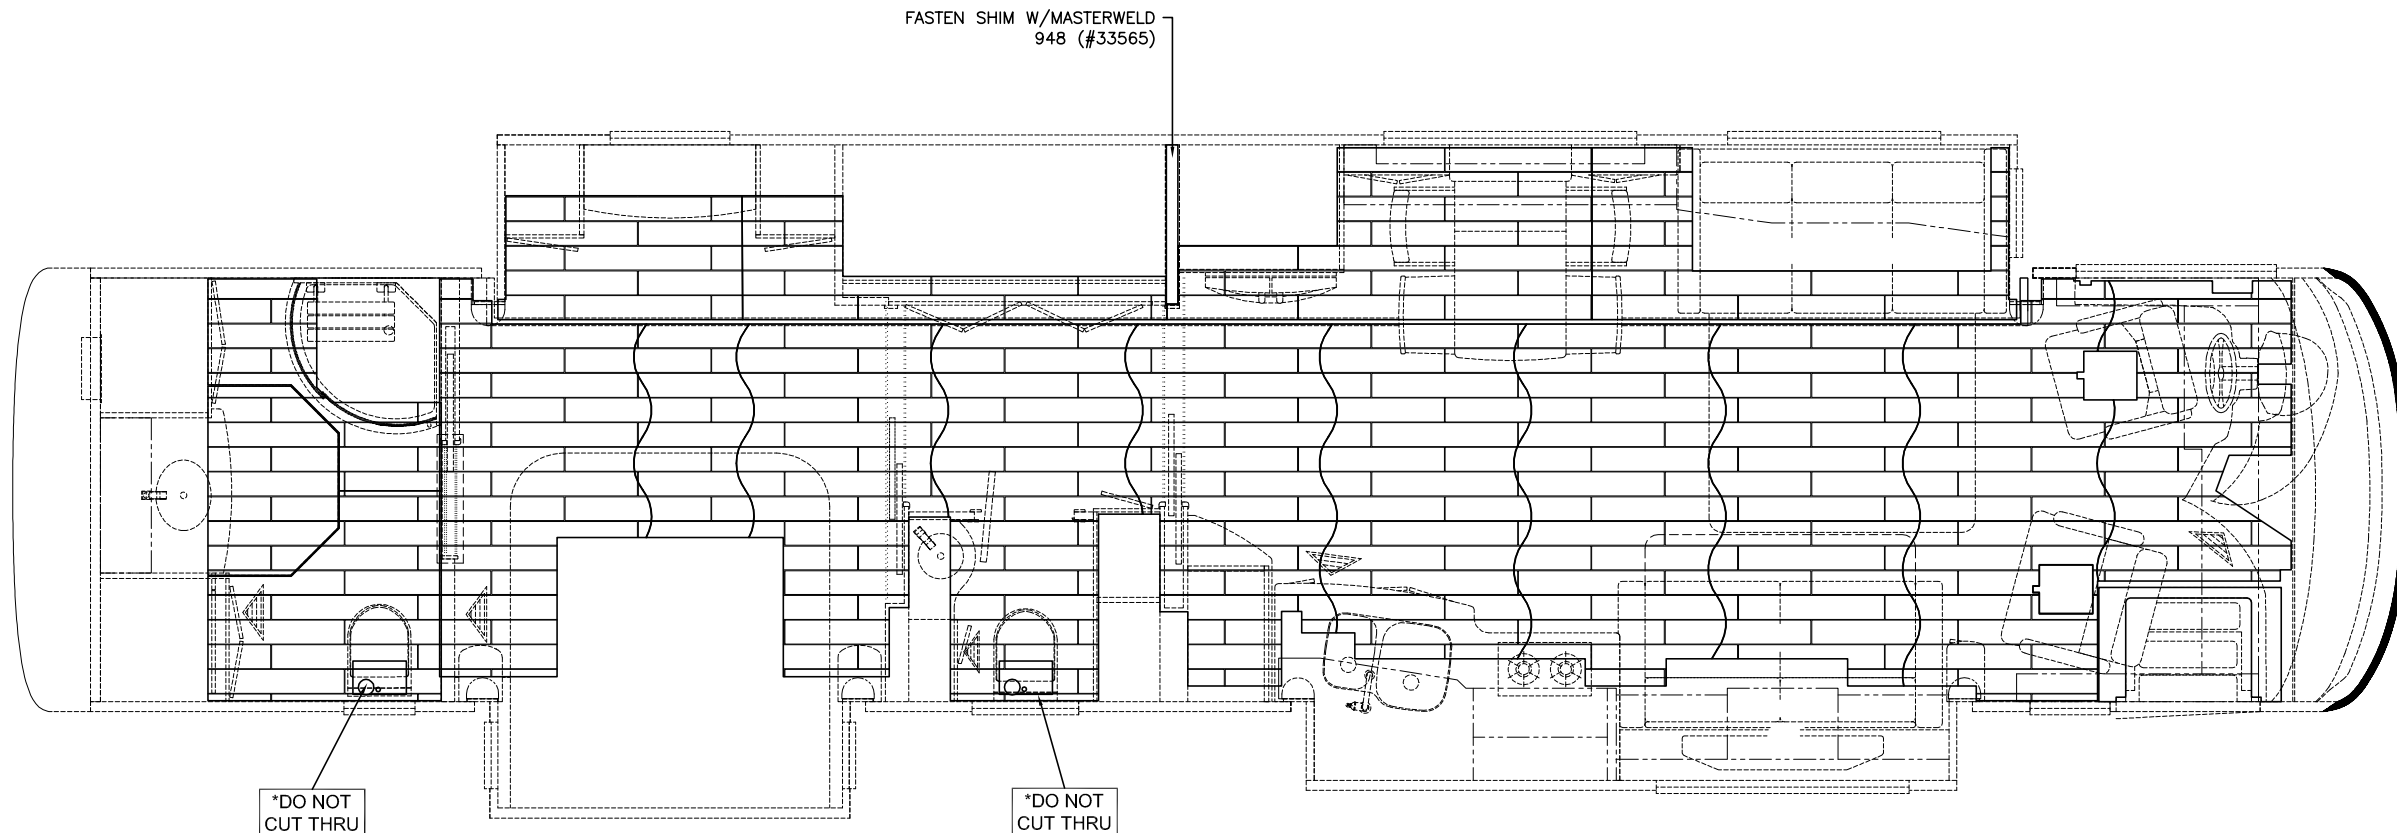 FASTEN SHIM W/MASTERWELD
948 (#33565)
*DO NOT
CUT THRU
*DO NOT
CUT THRU